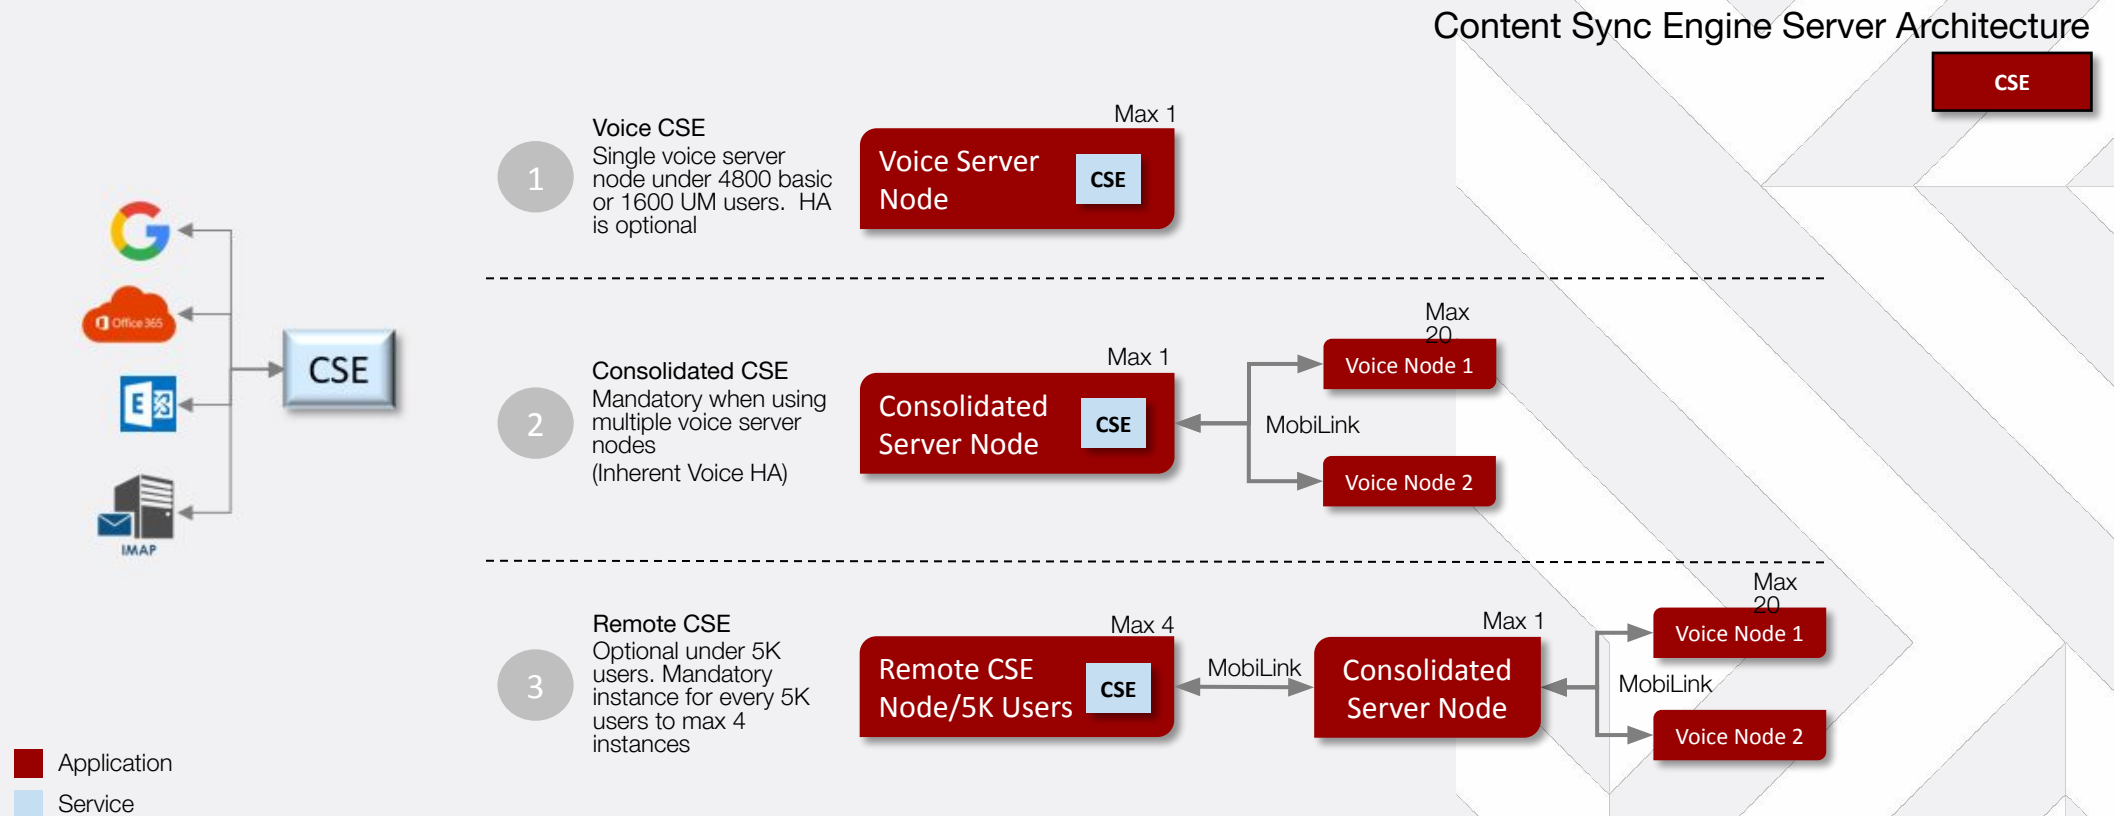 Content Sync Engine Server Architecture
CSE
Office 365
E
IMAP
CSE
1
Voice CSE
Single voice server
node under 4800 basic
or 1600 UM users.  HA
is optional
Max 1
Voice Server
Node
CSE
2
Consolidated CSE
Mandatory when using
multiple voice server
nodes
(Inherent Voice HA)
Max 1
Consolidated
Server Node
CSE
MobiLink
Max
20
Voice Node 1
Voice Node 2
3
Remote CSE
Optional under 5K
users. Mandatory
instance for every 5K
users to max 4
instances
Max 4
Remote CSE
Node/5K Users
CSE
MobiLink
Max 1
Consolidated
Server Node
MobiLink
Max
20
Voice Node 1
Voice Node 2
Application
Service